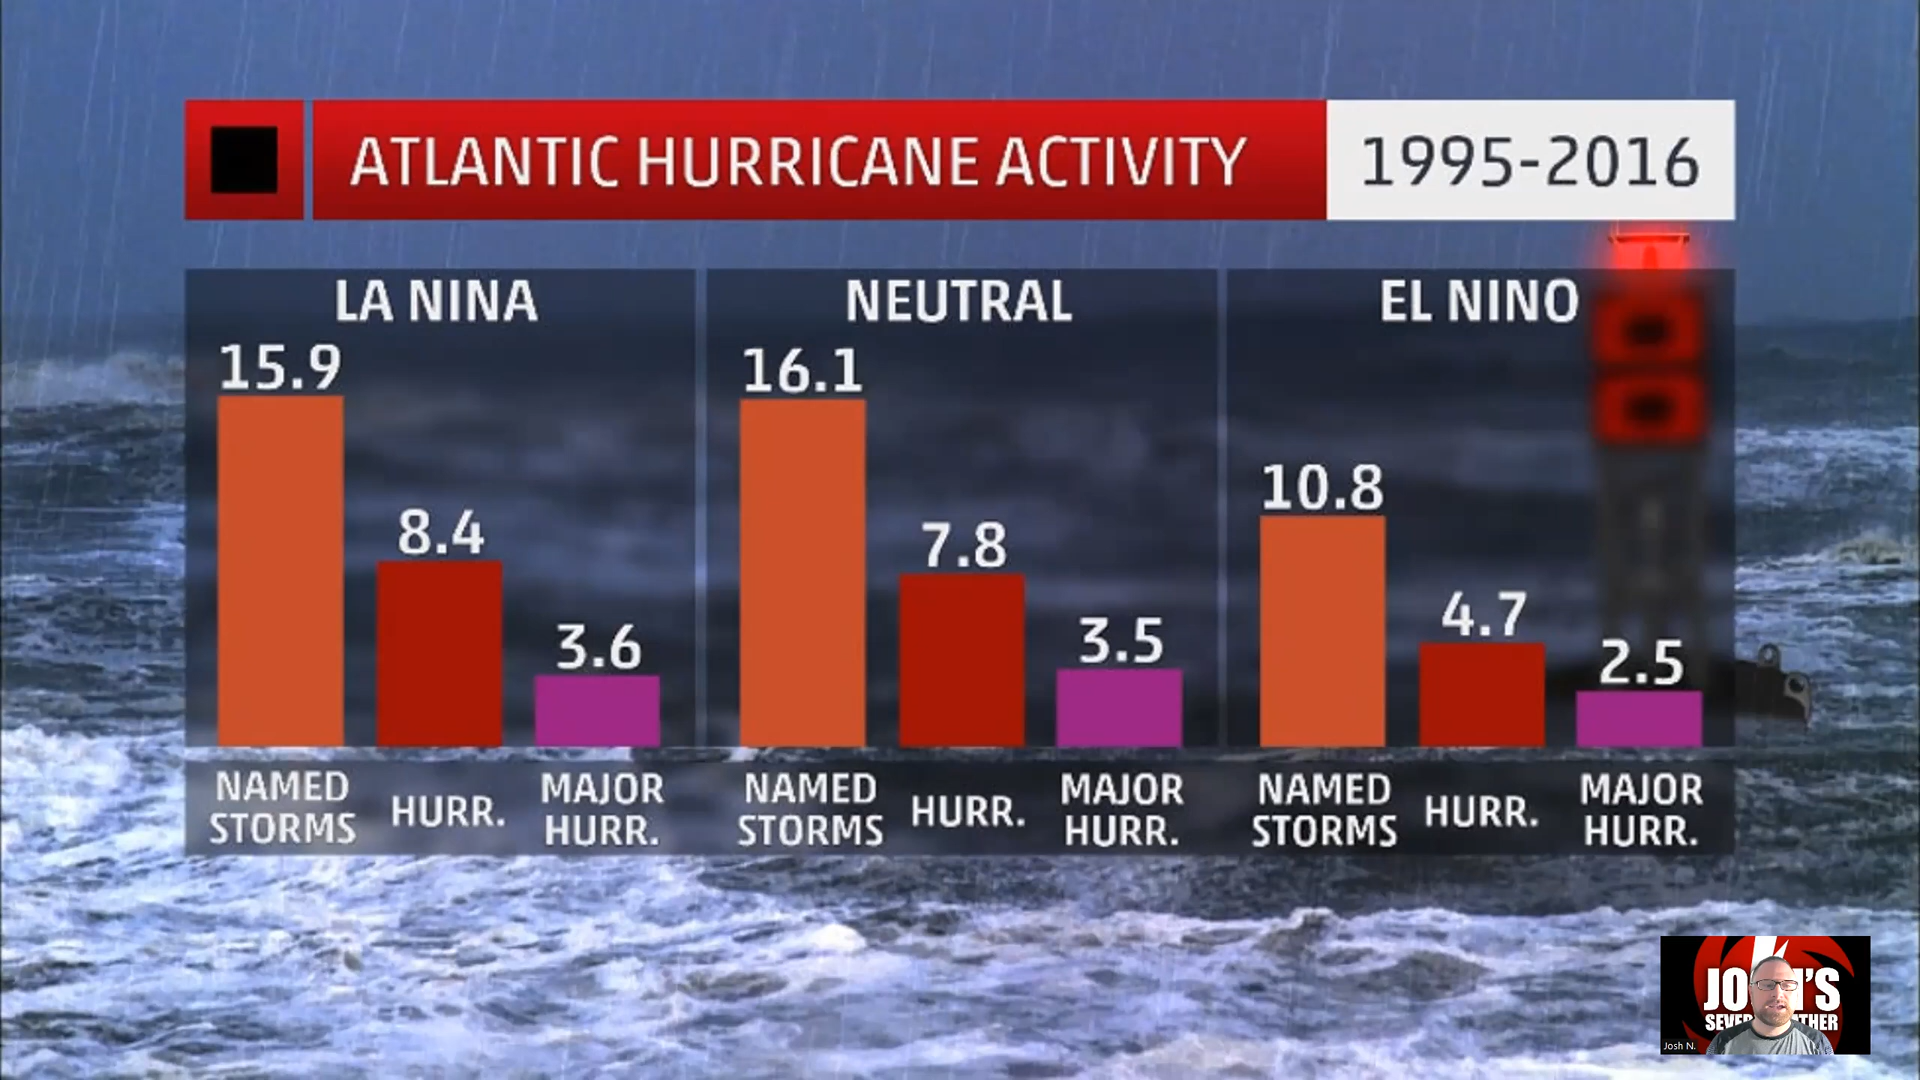 ATLANTIC HURRICANE ACTIVITY 1995-2016
LA NINA
15.9
8.4
3.6
NAMED STORMS
HURR.
MAJOR HURR.
NEUTRAL
16.1
7.8
3.5
NAMED STORMS
HURR.
MAJOR HURR.
EL NINO
10.8
4.7
2.5
NAMED STORMS
HURR.
MAJOR HURR.
Josh N.